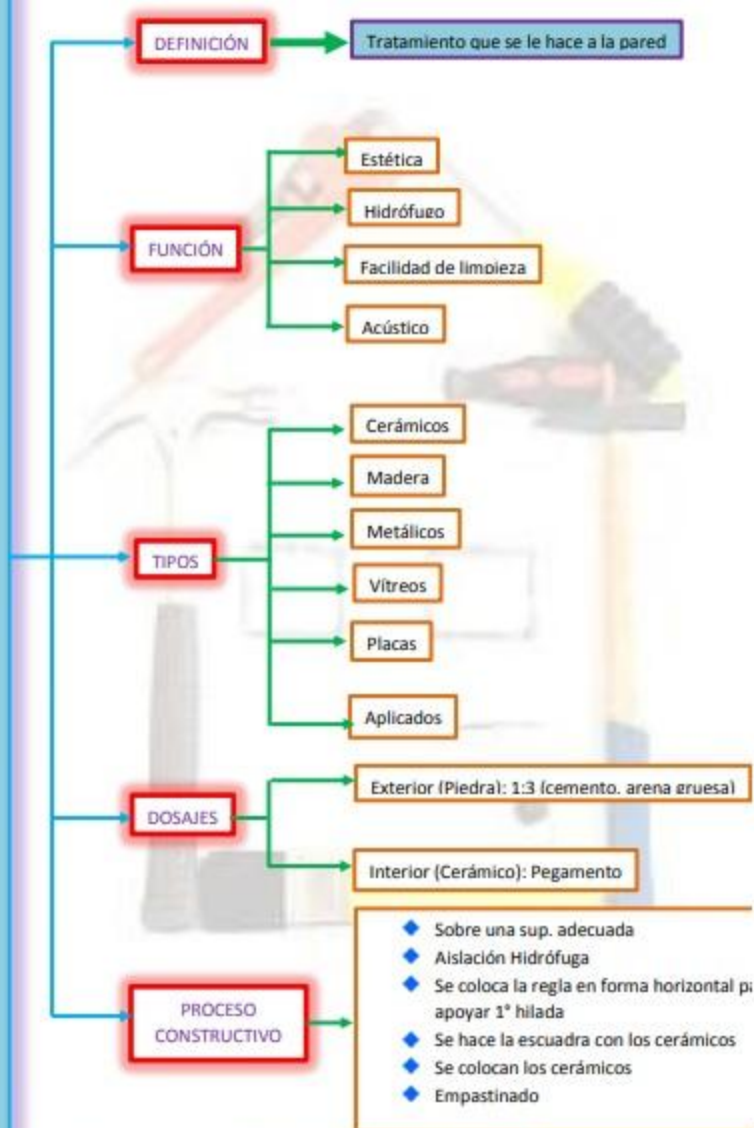 DEFINICIÓN
Tratamiento que se le hace a la pared
FUNCIÓN
Estética
Hidrófugo
Facilidad de limpieza
Acústico
TIPOS
Cerámicos
Madera
Metálicos
Vítreos
Placas
Aplicados
DOSAJES
Exterior (Piedra): 1:3 (cemento, arena gruesa)
Interior (Cerámico): Pegamento
PROCESO
CONSTRUCTIVO
Sobre una sup. adecuada
Aislación Hidrófuga
Se coloca la regla en forma horizontal
apoyar 1° hilada
Se hace la escuadra con los cerámicos
Se colocan los cerámicos
Empastinado